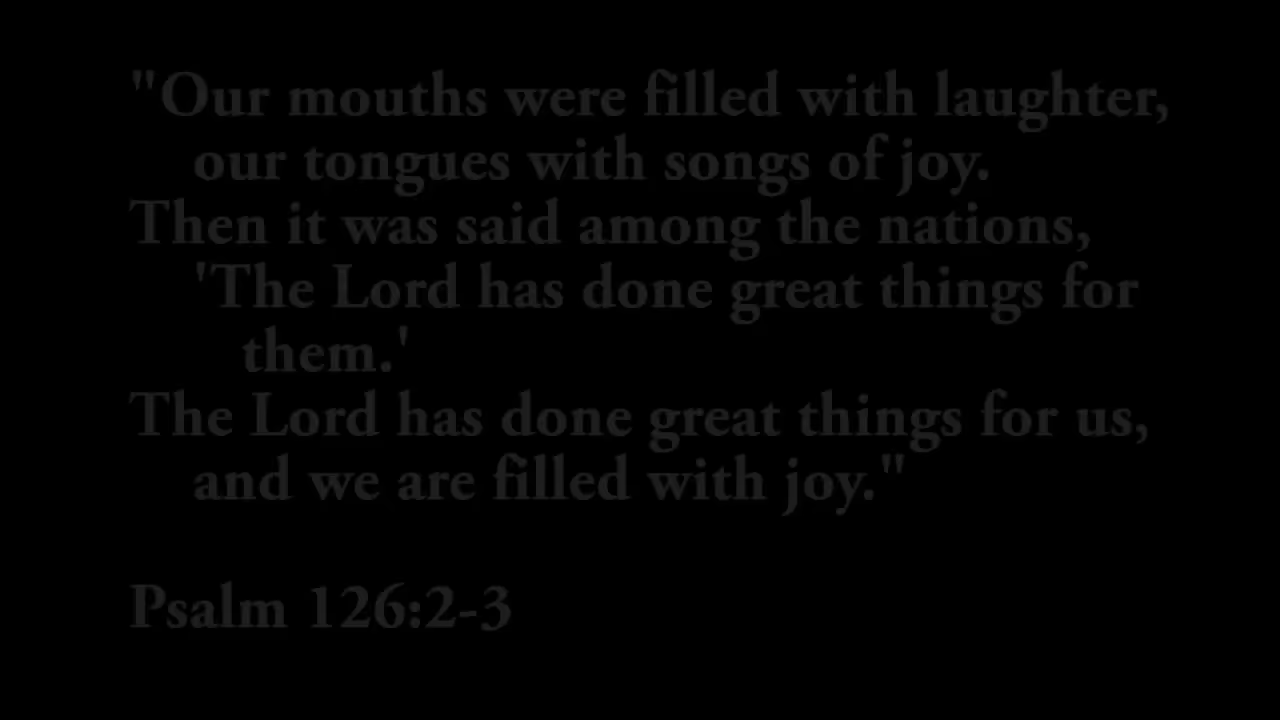 "Our mouths were filled with laughter,
our tongues with songs of joy.
Then it was said among the nations,
'The Lord has done great things for
them.'
The Lord has done great things for us,
and we are filled with joy."
Psalm 126:2-3